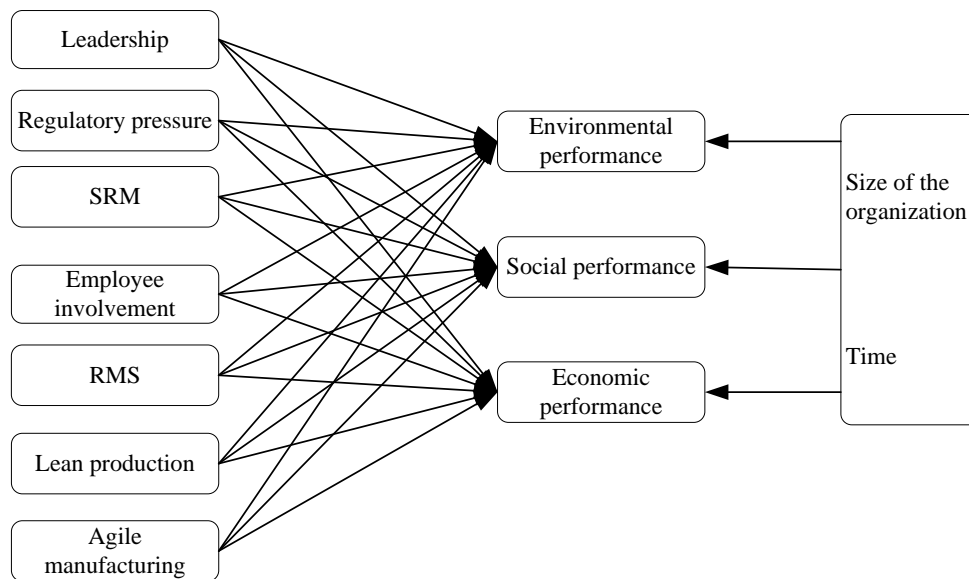 Leadership
Regulatory pressure
SRM
Employee
involvement
RMS
Lean production
Agile
manufacturing
Environmental
performance
Social performance
Economic
performance
Size of the
organization
Time